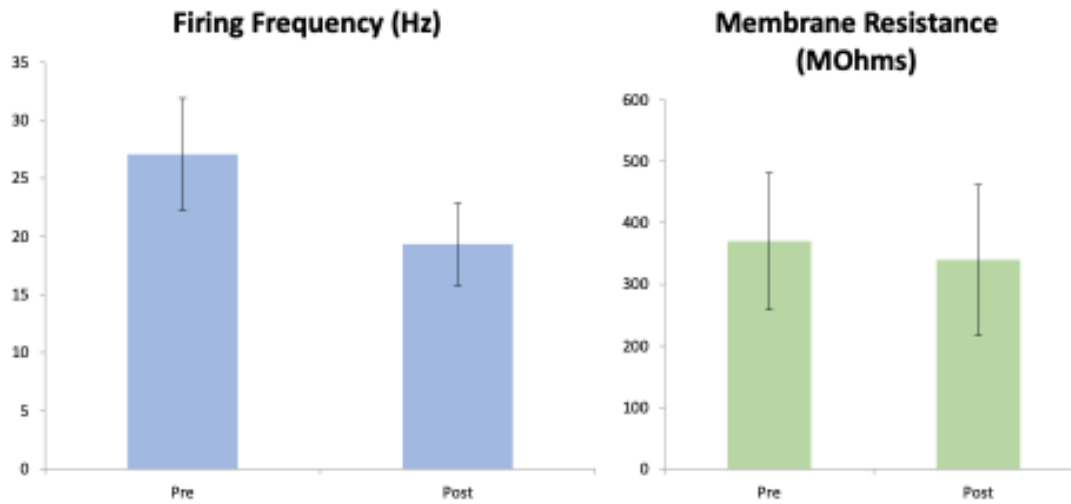 Firing Frequency (Hz)
35
30
25
20
15
10
5
0
Pre
Post
Membrane Resistance
(MOhms)
600
500
400
300
200
100
0
Pre
Post